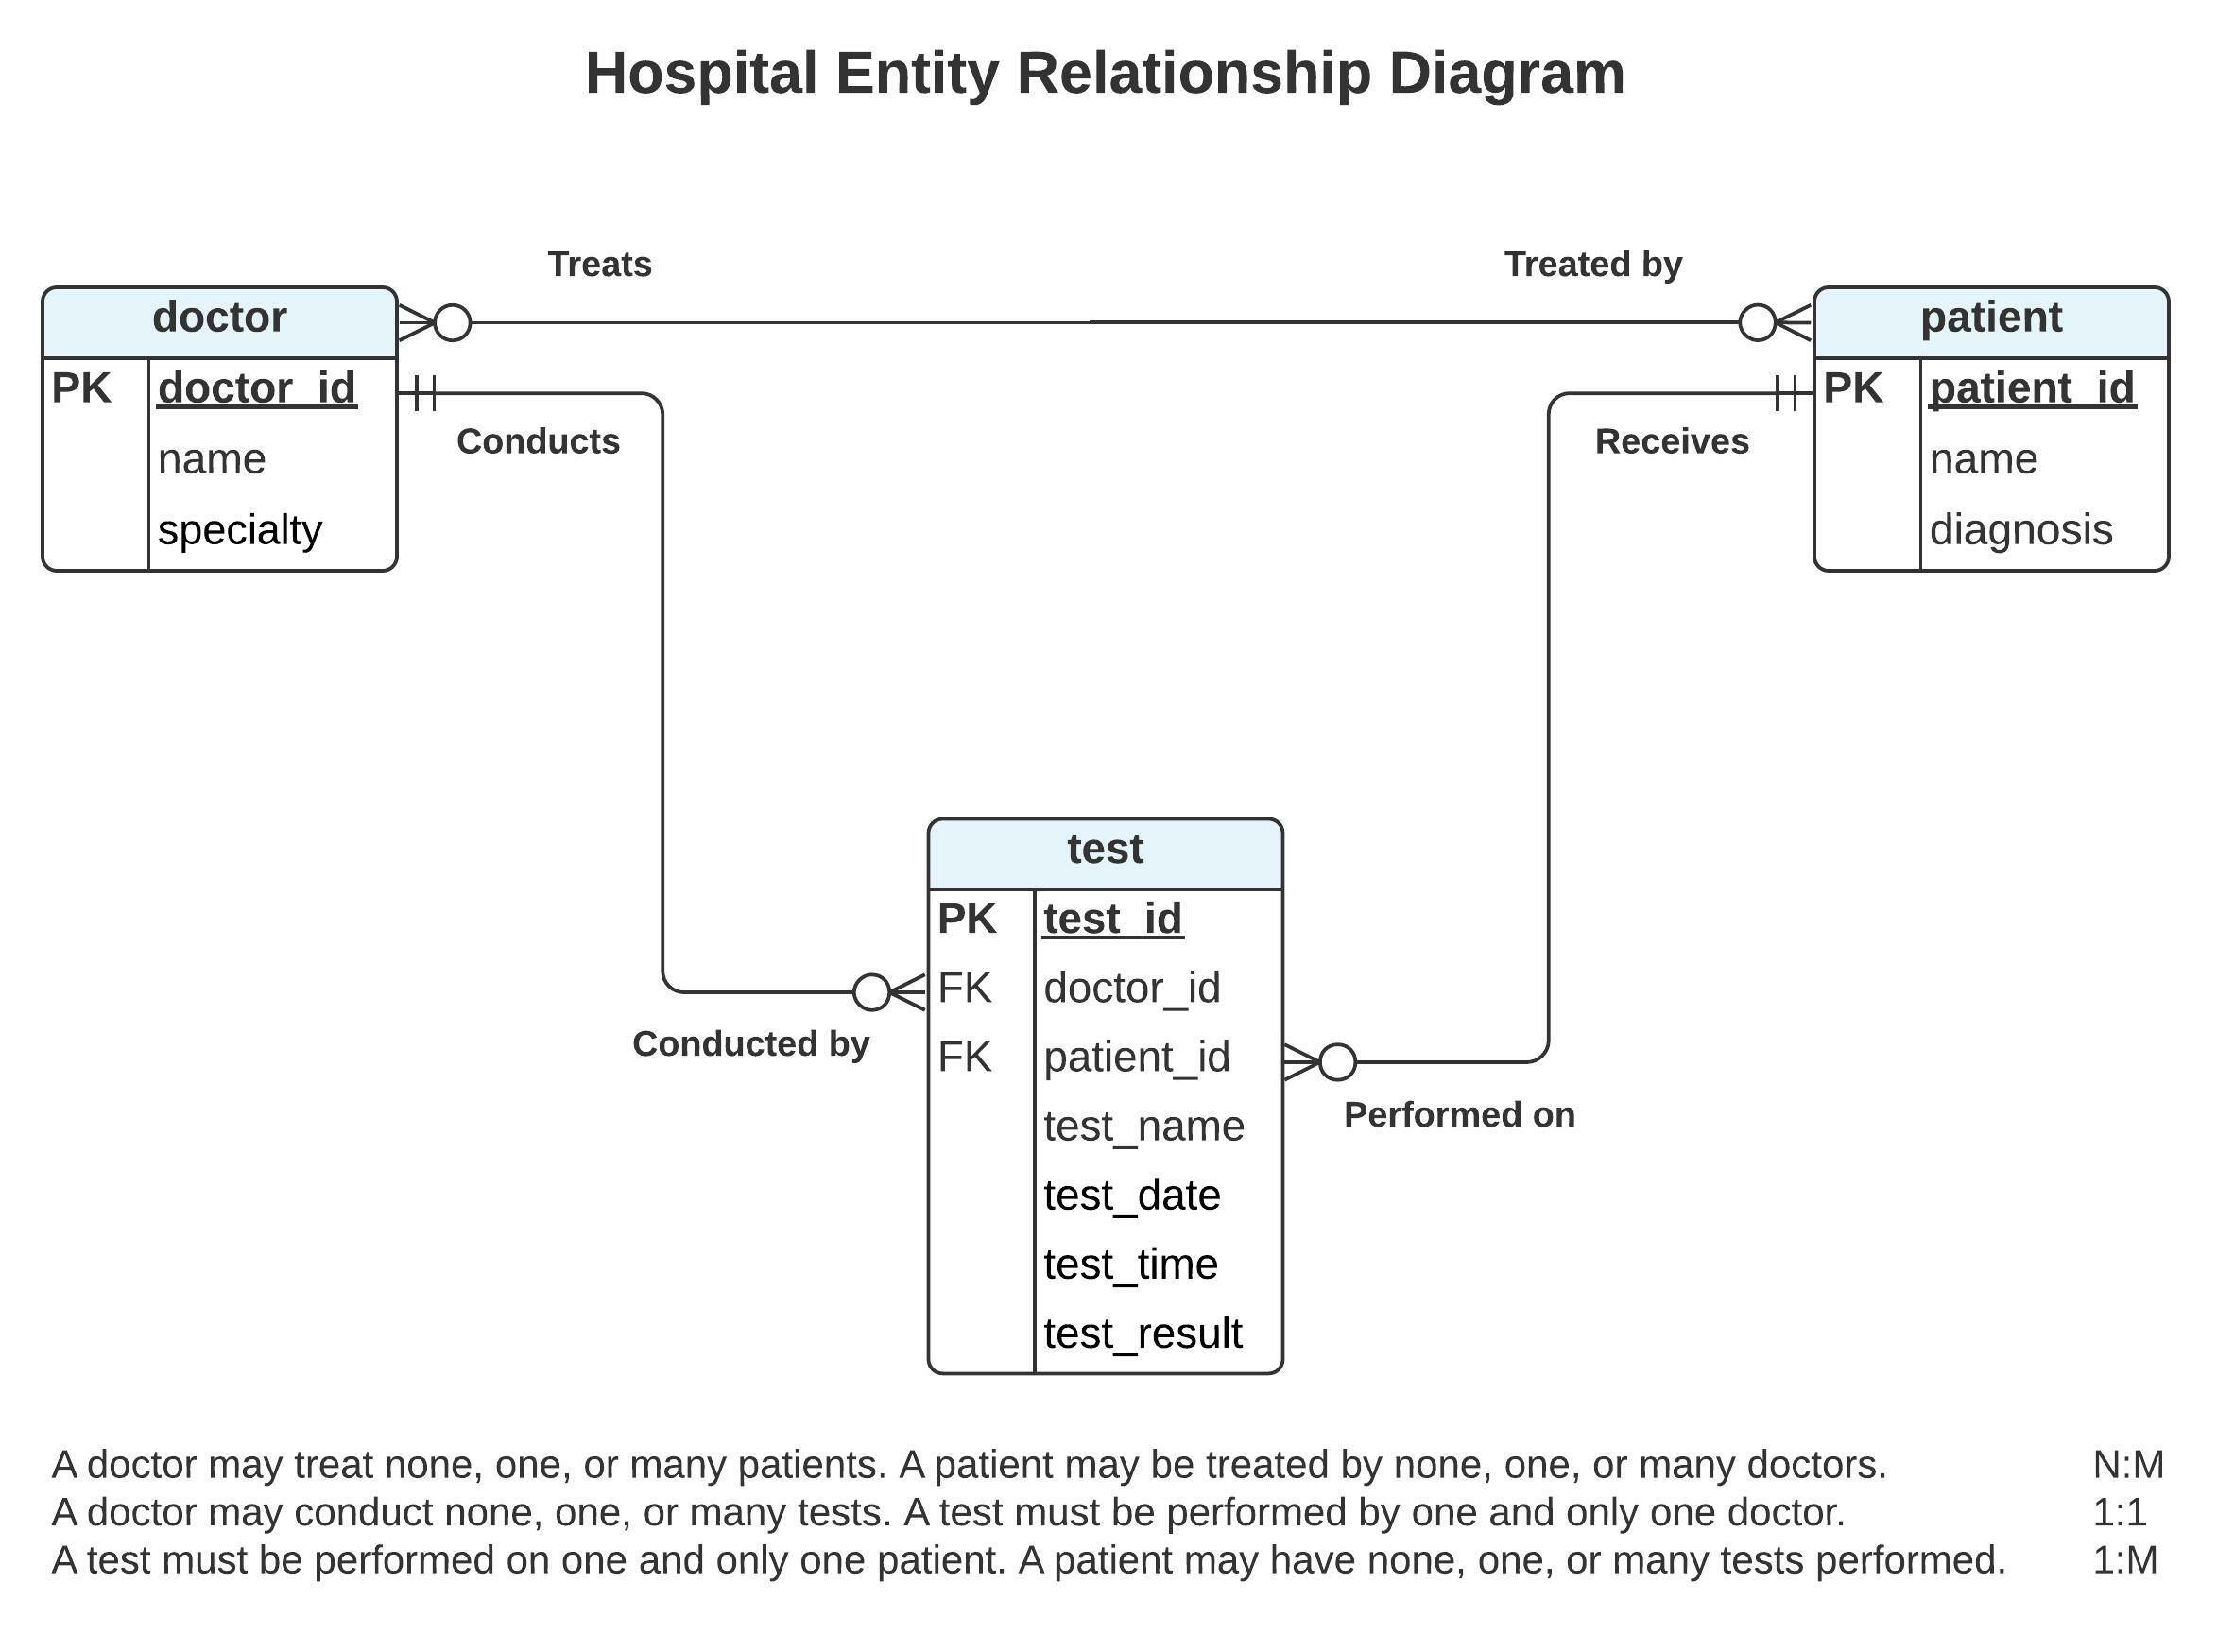 Hospital Entity Relationship Diagram
Treats
Treated by
doctor
PK doctor_id
name
specialty
Conducts
patient
PK patient_id
name
diagnosis
Receives
test
PK test_id
FK doctor_id
FK patient_id
test_name
test_date
test_time
test_result
Conducted by
Performed on
A doctor may treat none, one, or many patients. A patient may be treated by none, one, or many doctors. N:M
A doctor may conduct none, one, or many tests. A test must be performed by one and only one doctor. 1:1
A test must be performed on one and only one patient. A patient may have none, one, or many tests performed. 1:M